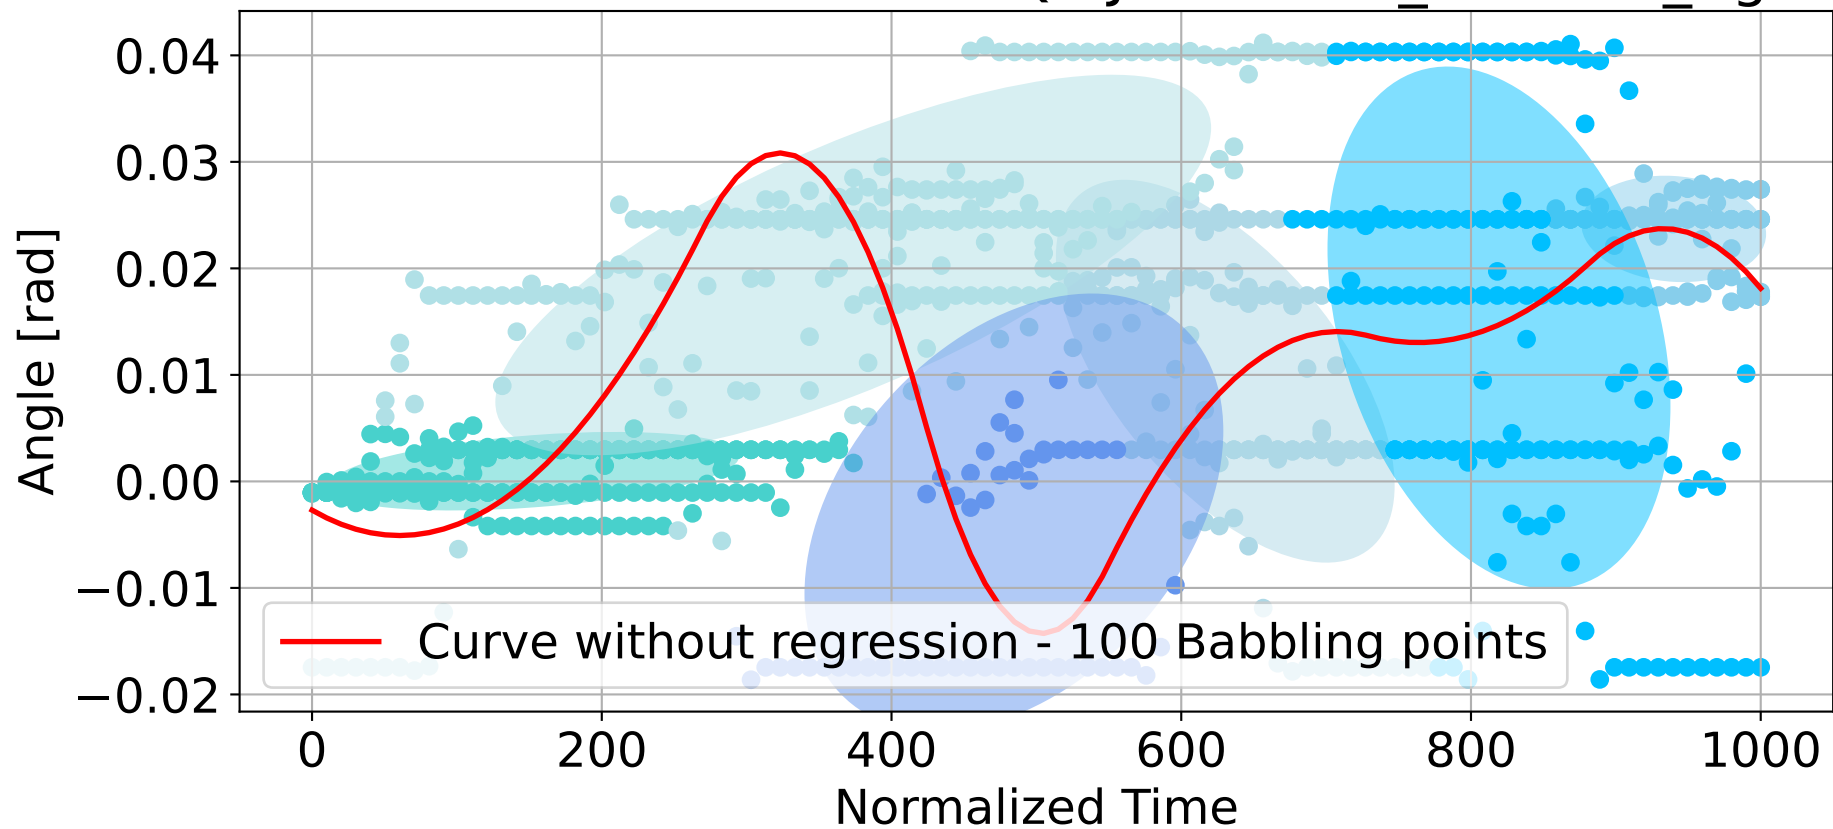 0.04
0.03
0.02
0.01
0.00
−0.01
−0.02
Angle [rad]
Curve without regression - 100 Babbling points
0 200 400 600 800 1000
Normalized Time